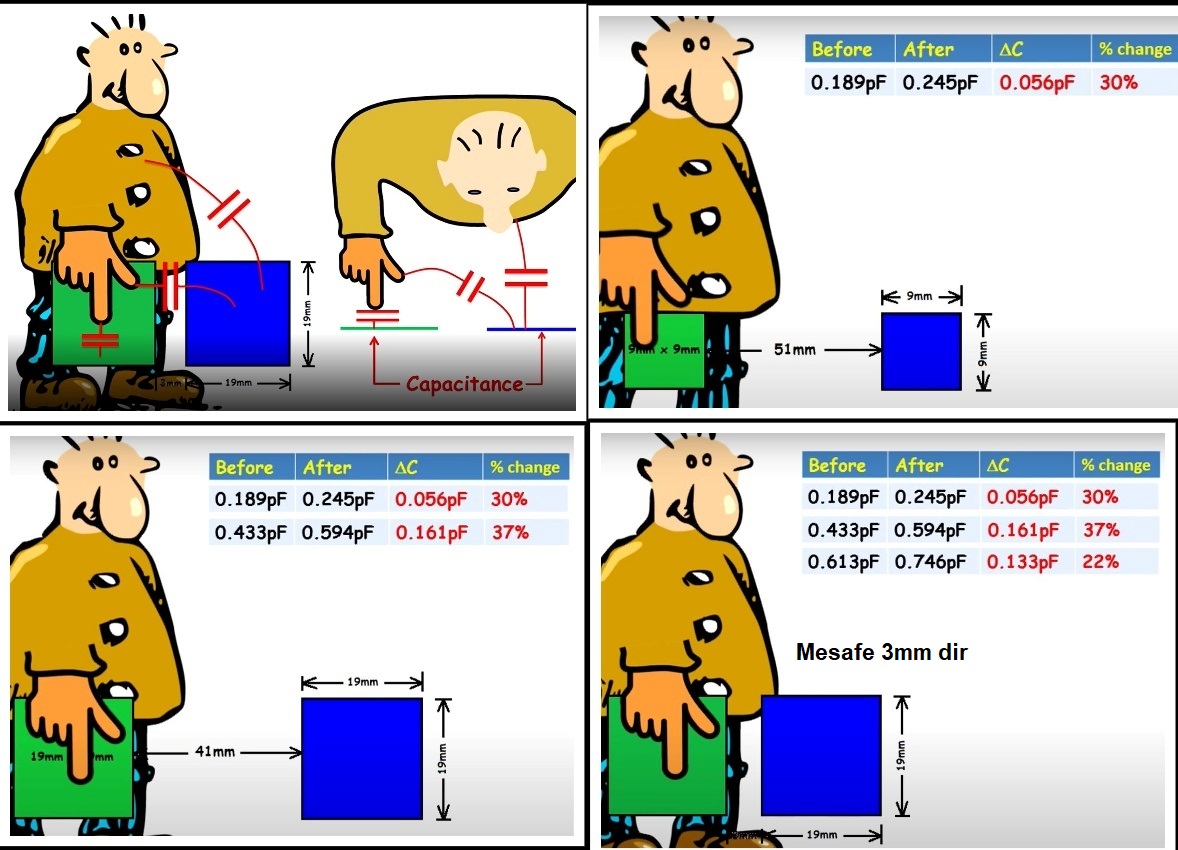 19mm
3mm
19mm
Capacitance
Before After ΔC % change
0.189pF 0.245pF 0.056pF 30%
9mm
9mm x 9mm
51mm
9mm
Before After ΔC % change
0.189pF 0.245pF 0.056pF 30%
0.433pF 0.594pF 0.161pF 37%
19mm
19mm
mm
41mm
19mm
Before After ΔC % change
0.189pF 0.245pF 0.056pF 30%
0.433pF 0.594pF 0.161pF 37%
0.613pF 0.746pF 0.133pF 22%
Mesafe 3mm dir
19mm
19mm